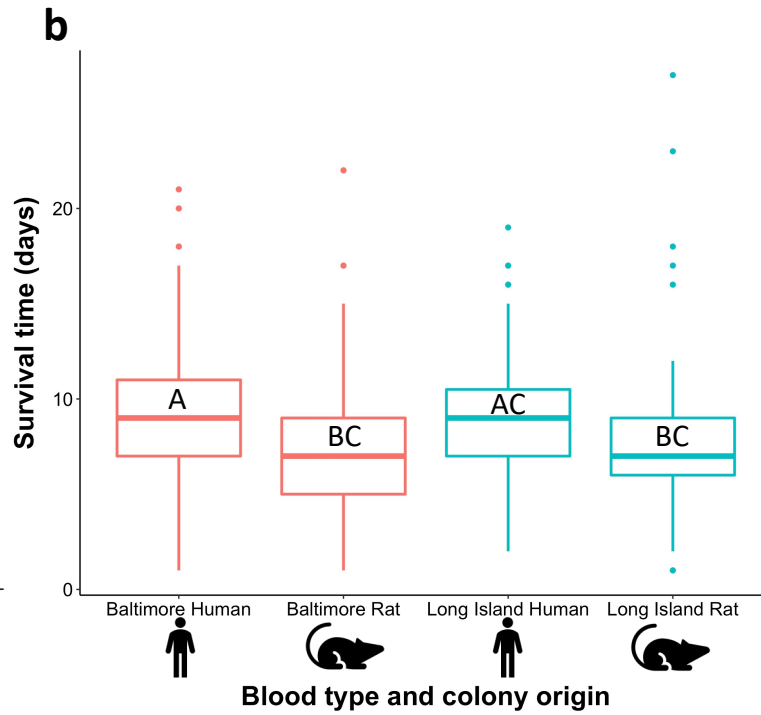 b
Survival time (days)
20
10
0
A
BC
AC
BC
Baltimore Human
Baltimore Rat
Long Island Human
Long Island Rat
Blood type and colony origin